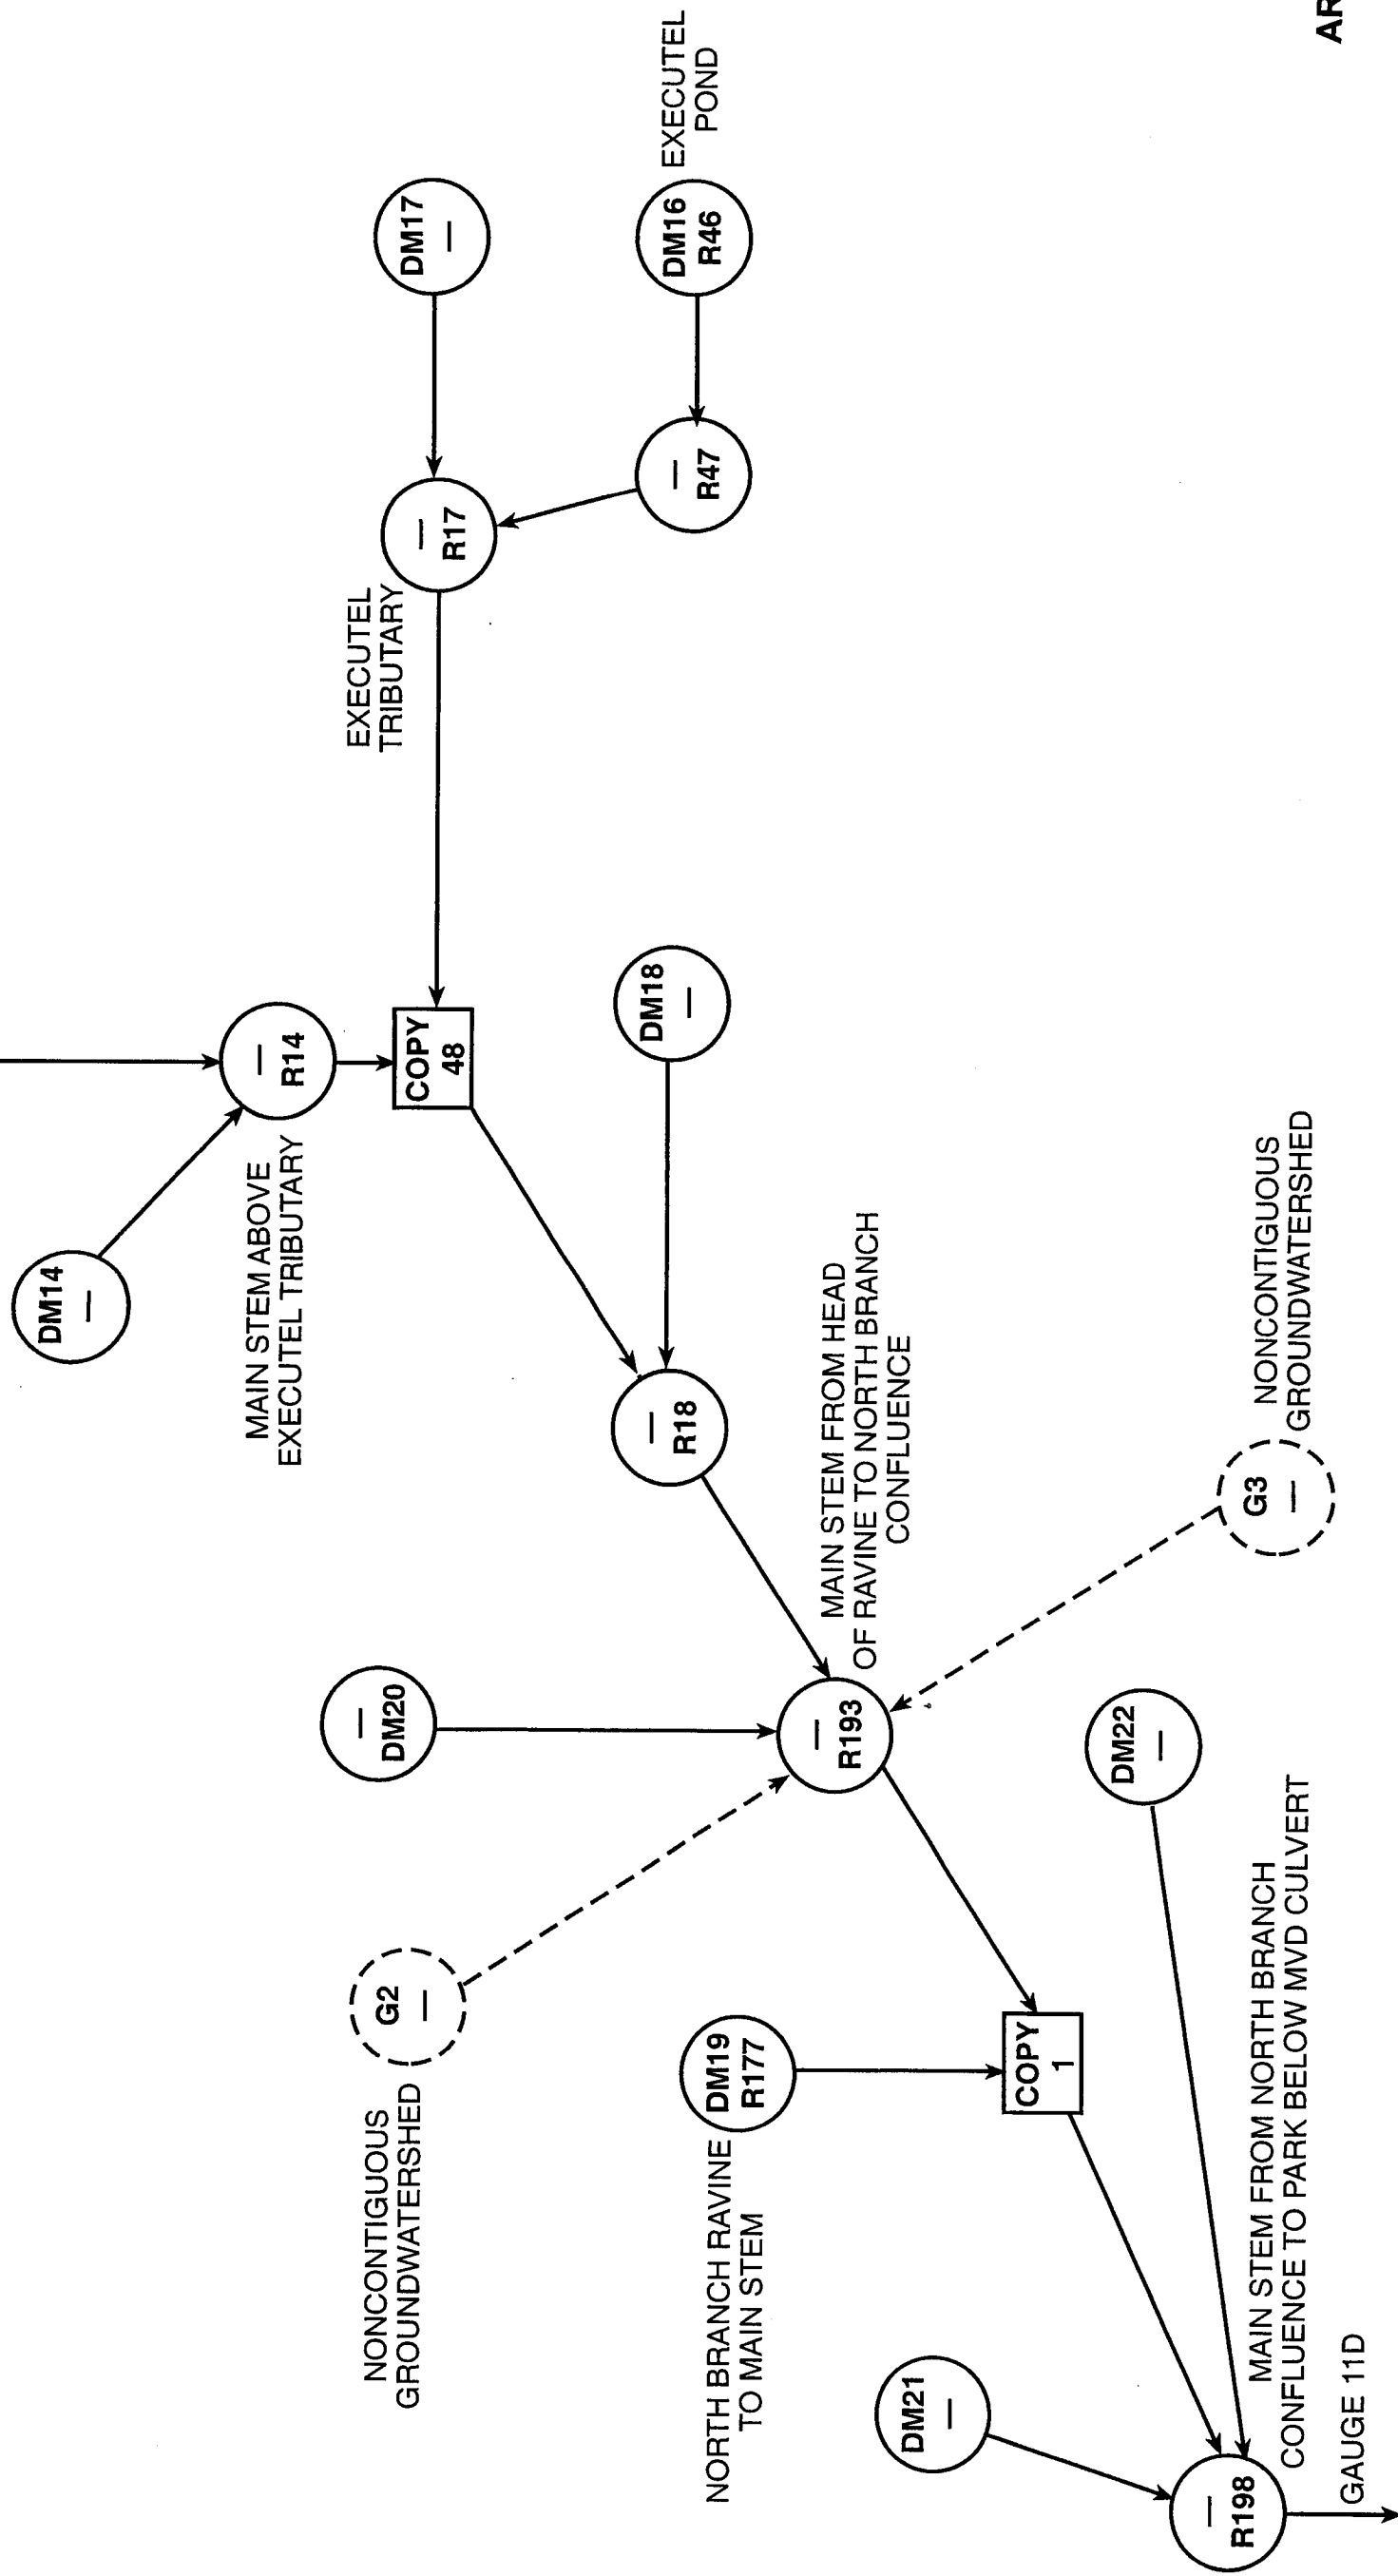 DM14
—
—
R14
MAIN STEM ABOVE
EXECUTEL TRIBUTARY
COPY
48
EXECUTEL
TRIBUTARY
—
R17
DM17
—
—
R47
DM16
R46
EXECUTEL
POND
DM18
—
—
R18
—
DM20
MAIN STEM FROM HEAD
OF RAVINE TO NORTH BRANCH
CONFLUENCE
—
R193
G2
—
NONCONTIGUOUS
GROUNDWATERSHED
G3
—
NONCONTIGUOUS
GROUNDWATERSHED
NORTH BRANCH RAVINE
TO MAIN STEM
DM19
R177
COPY
1
DM22
—
DM21
—
—
R198
MAIN STEM FROM NORTH BRANCH
CONFLUENCE TO PARK BELOW MVD CULVERT
GAUGE 11D
AR